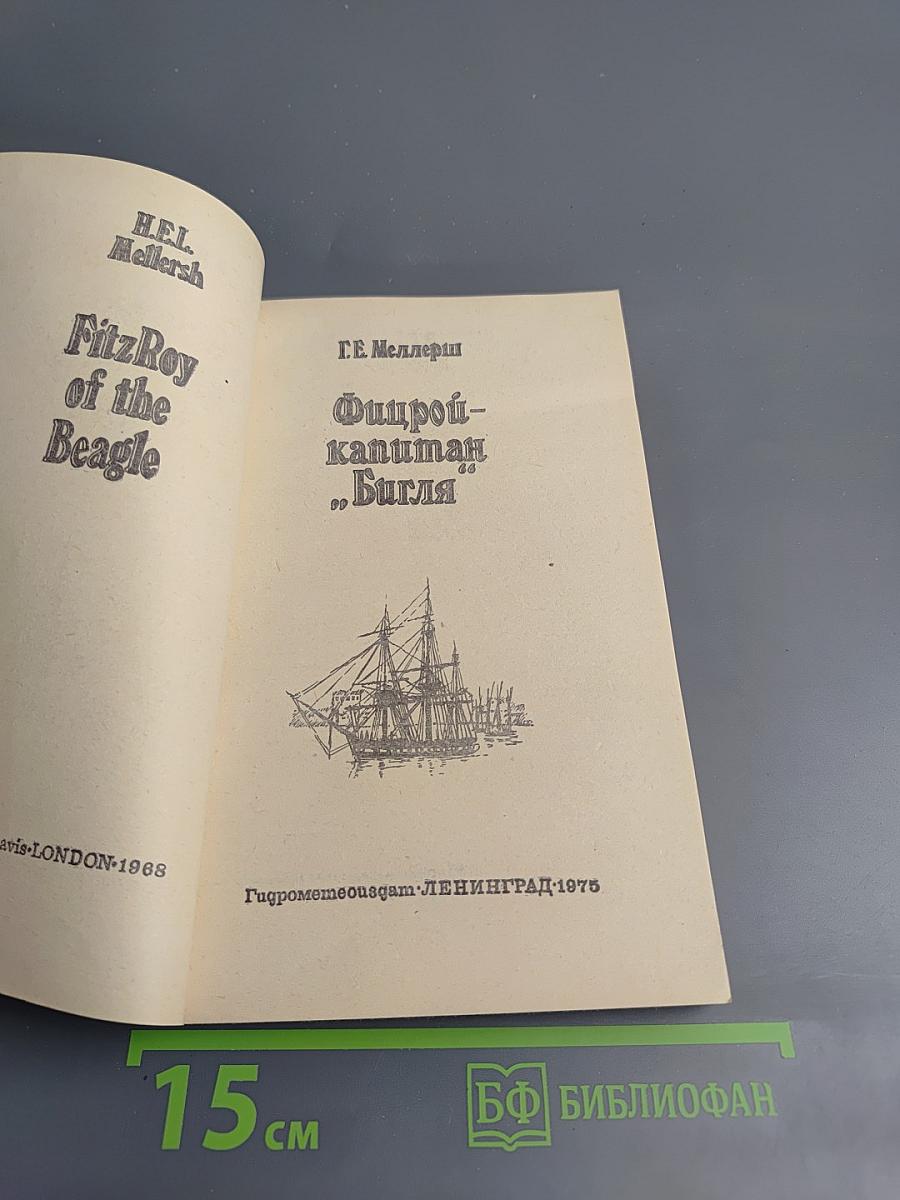 H.E.L.
Mellersh
FitzRoy
of the
Beagle
avis·LONDON·1968
Г.Е. Меллерш
Фицрой–
капитан
„Бигля“
Гидрометеоиздат·ЛЕНИНГРАД·1975
15 см
БФ БИБЛИОФАН